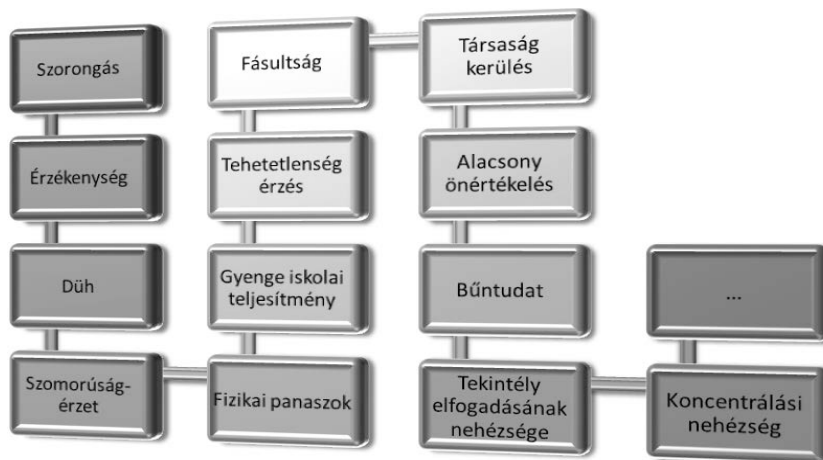 Szorongás
Érzékenység
Düh
Szomorúság-
érzet
Fizikai panaszok
Gyenge iskolai
teljesítmény
Tehetetlenség
érzés
Fásultság
Társaság
kerülés
Alacsony
önértékelés
Bűntudat
Tekintély
elfogadásának
nehézsége
Koncentrálási
nehézség
...